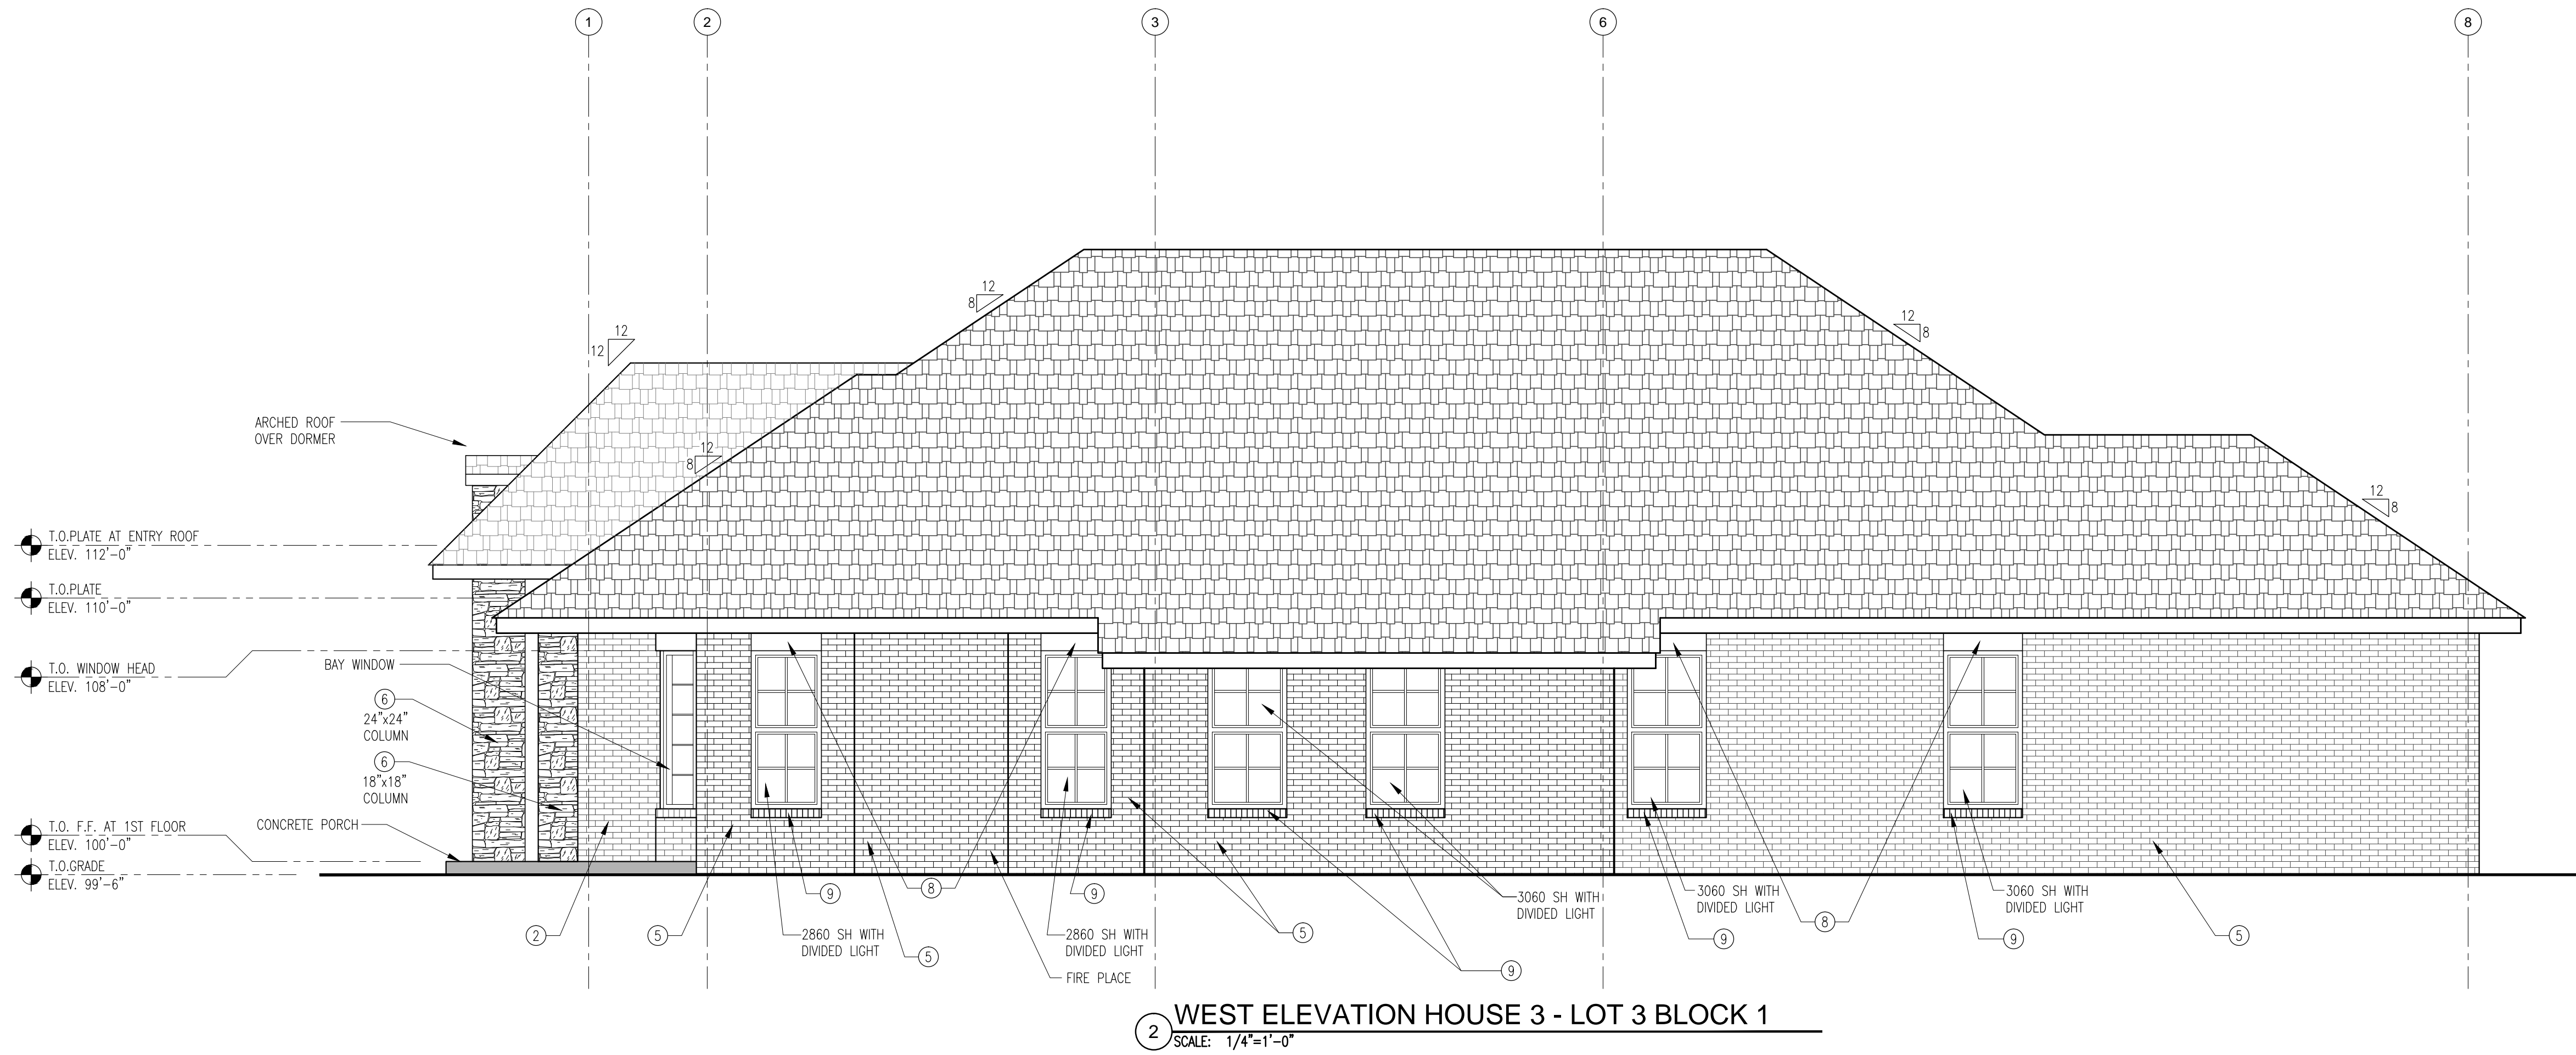 1
2
3
6
8
12
8
12
8
12
12
ARCHED ROOF
OVER DORMER
12
8
12
8
T.O.PLATE AT ENTRY ROOF
ELEV. 112'-0"
T.O.PLATE
ELEV. 110'-0"
T.O. WINDOW HEAD
ELEV. 108'-0"
BAY WINDOW
6
24"x24"
COLUMN
6
18"x18"
COLUMN
CONCRETE PORCH
T.O. F.F. AT 1ST FLOOR
ELEV. 100'-0"
T.O.GRADE
ELEV. 99'-6"
2
5
9
2860 SH WITH
DIVIDED LIGHT
5
8
9
2860 SH WITH
DIVIDED LIGHT
FIRE PLACE
5
3060 SH WITH
DIVIDED LIGHT
9
3060 SH WITH
DIVIDED LIGHT
9
8
3060 SH WITH
DIVIDED LIGHT
9
5
2
WEST ELEVATION HOUSE 3 - LOT 3 BLOCK 1
SCALE: 1/4"=1'-0"